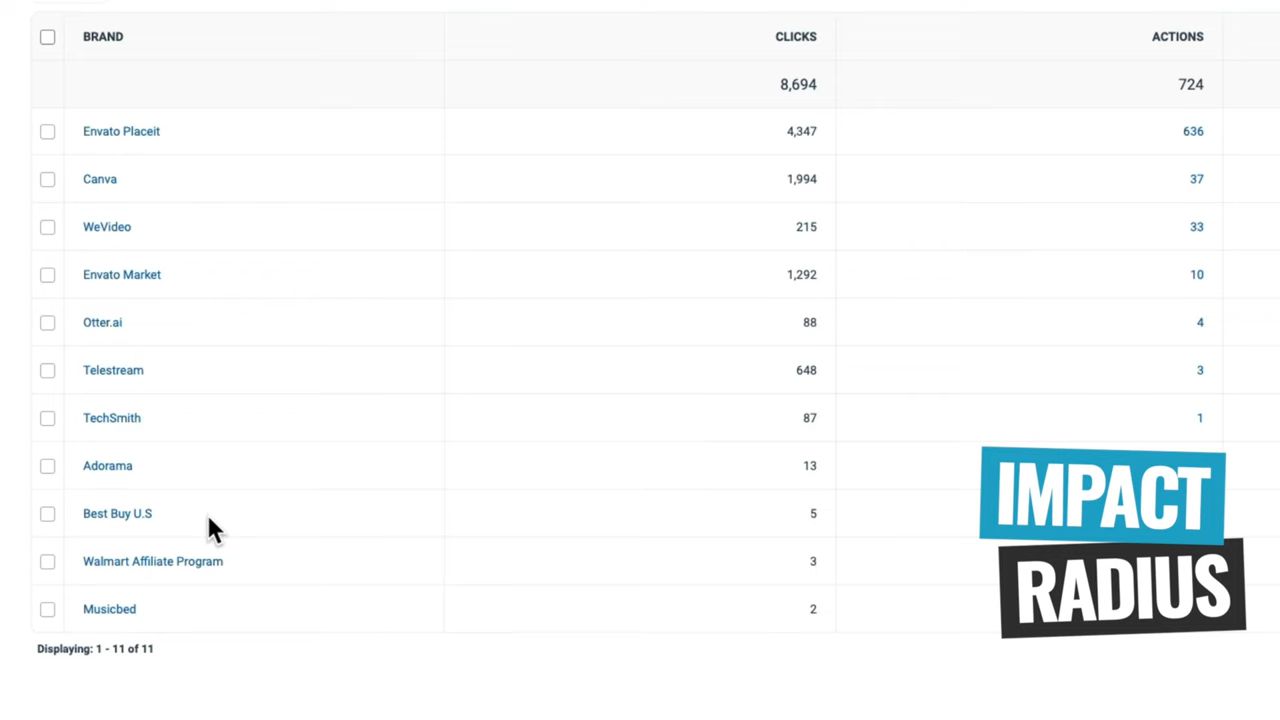 BRAND CLICKS ACTIONS
8,694 724
Envato Placeit 4,347 636
Canva 1,994 37
WeVideo 215 33
Envato Market 1,292 10
Otter.ai 88 4
Telestream 648 3
TechSmith 87 1
Adorama 13
Best Buy U.S 5
Walmart Affiliate Program 3
Musicbed 2
Displaying: 1 - 11 of 11
IMPACT
RADIUS